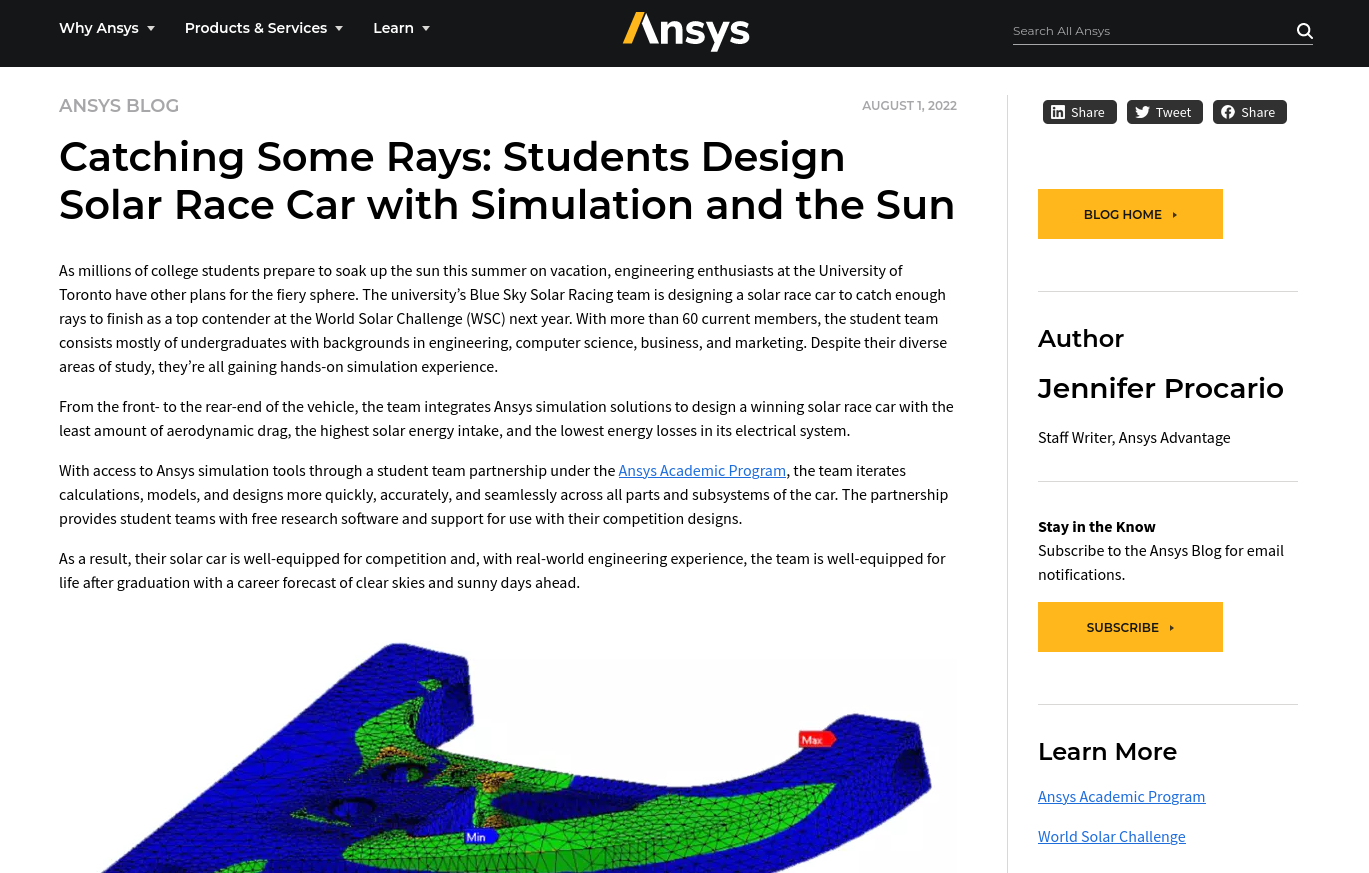 Why Ansys
Products & Services
Learn
Ansys
Search All Ansys
ANSYS BLOG
AUGUST 1, 2022
Catching Some Rays: Students Design
Solar Race Car with Simulation and the Sun
As millions of college students prepare to soak up the sun this summer on vacation, engineering enthusiasts at the University of
Toronto have other plans for the fiery sphere. The university’s Blue Sky Solar Racing team is designing a solar race car to catch enough
rays to finish as a top contender at the World Solar Challenge (WSC) next year. With more than 60 current members, the student team
consists mostly of undergraduates with backgrounds in engineering, computer science, business, and marketing. Despite their diverse
areas of study, they’re all gaining hands-on simulation experience.
From the front- to the rear-end of the vehicle, the team integrates Ansys simulation solutions to design a winning solar race car with the
least amount of aerodynamic drag, the highest solar energy intake, and the lowest energy losses in its electrical system.
With access to Ansys simulation tools through a student team partnership under the Ansys Academic Program, the team iterates
calculations, models, and designs more quickly, accurately, and seamlessly across all parts and subsystems of the car. The partnership
provides student teams with free research software and support for use with their competition designs.
As a result, their solar car is well-equipped for competition and, with real-world engineering experience, the team is well-equipped for
life after graduation with a career forecast of clear skies and sunny days ahead.
Max
Min
Share
Tweet
Share
BLOG HOME
Author
Jennifer Procario
Staff Writer, Ansys Advantage
Stay in the Know
Subscribe to the Ansys Blog for email
notifications.
SUBSCRIBE
Learn More
Ansys Academic Program
World Solar Challenge